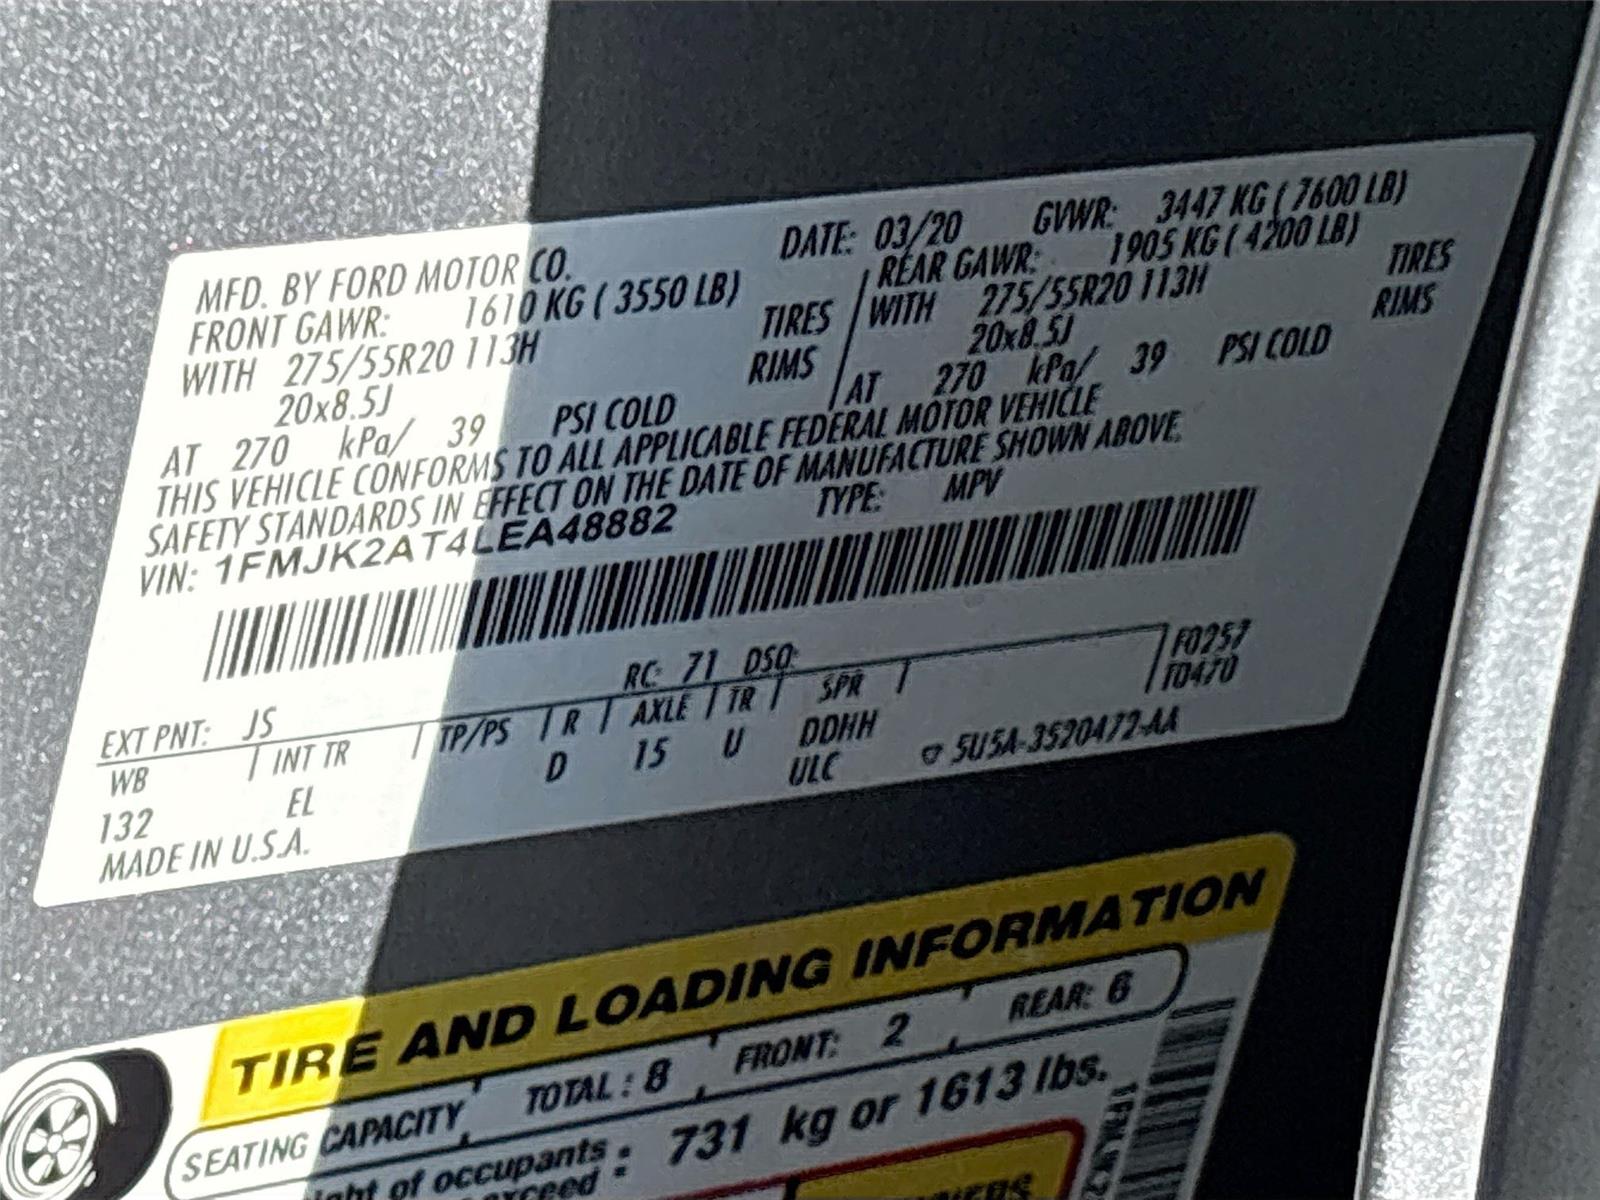 MFD. BY FORD MOTOR CO. DATE: 03/20 GVWR: 3447 KG ( 7600 LB)
FRONT GAWR: 1610 KG ( 3550 LB) REAR GAWR: 1905 KG ( 4200 LB)
WITH 275/55R20 113H TIRES WITH 275/55R20 113H TIRES
20x8.5J RIMS 20x8.5J RIMS
AT 270 kPa/ 39 PSI COLD AT 270 kPa/ 39 PSI COLD
THIS VEHICLE CONFORMS TO ALL APPLICABLE FEDERAL MOTOR VEHICLE
SAFETY STANDARDS IN EFFECT ON THE DATE OF MANUFACTURE SHOWN ABOVE.
VIN: 1FMJK2AT4LEA48882 TYPE: MPV
EXT PNT: JS RC: 71 DSO: F0257
WB INT TR TP/PS R AXLE TR SPR T0470
132 EL D 15 U DDHH
ULC 5U5A-3520472-AA
MADE IN U.S.A.
TIRE AND LOADING INFORMATION
SEATING CAPACITY TOTAL : 8 FRONT: 2 REAR: 6
of occupants : 731 kg or 1613 lbs.
exceed :